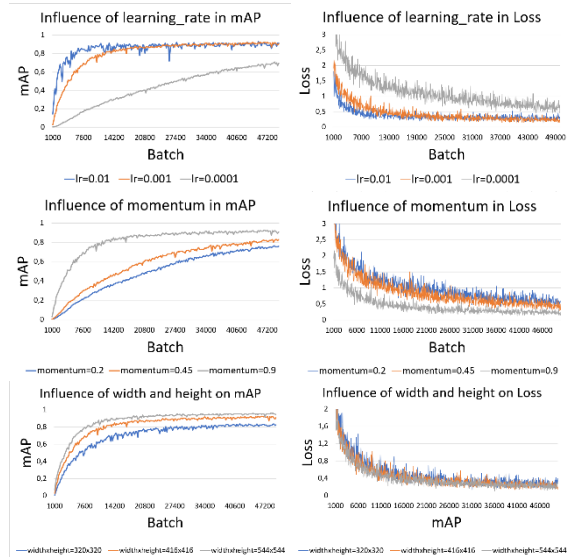 Influence of learning_rate in mAP
1
0,8
0,6
0,4
0,2
0
mAP
1000 7600 14200 20800 27400 34000 40600 47200
Batch
lr=0.01 lr=0.001 lr=0.0001
Influence of learning_rate in Loss
3
2,5
2
1,5
1
0,5
0
Loss
1000 7000 13000 19000 25000 31000 37000 43000 49000
Batch
lr=0.01 lr=0.001 lr=0.0001
Influence of momentum in mAP
1
0,8
0,6
0,4
0,2
0
mAP
1000 7600 14200 20800 27400 34000 40600 47200
Batch
momentum=0.2 momentum=0.45 momentum=0.9
Influence of momentum in Loss
3
2,5
2
1,5
1
0,5
0
Loss
1000 6000 11000 16000 21000 26000 31000 36000 41000 46000
Batch
momentum=0.2 momentum=0.45 momentum=0.9
Influence of width and height on mAP
1
0,8
0,6
0,4
0,2
0
mAP
1000 7600 14200 20800 27400 34000 40600 47200
Batch
widthxheight=320x320 widthxheight=416x416 widthxheight=544x544
Influence of width and height on Loss
2
1,6
1,2
0,8
0,4
0
Loss
1000 6000 11000 16000 21000 26000 31000 36000 41000 46000
mAP
widthxheight=320x320 widthxheight=416x416 widthxheight=544x544